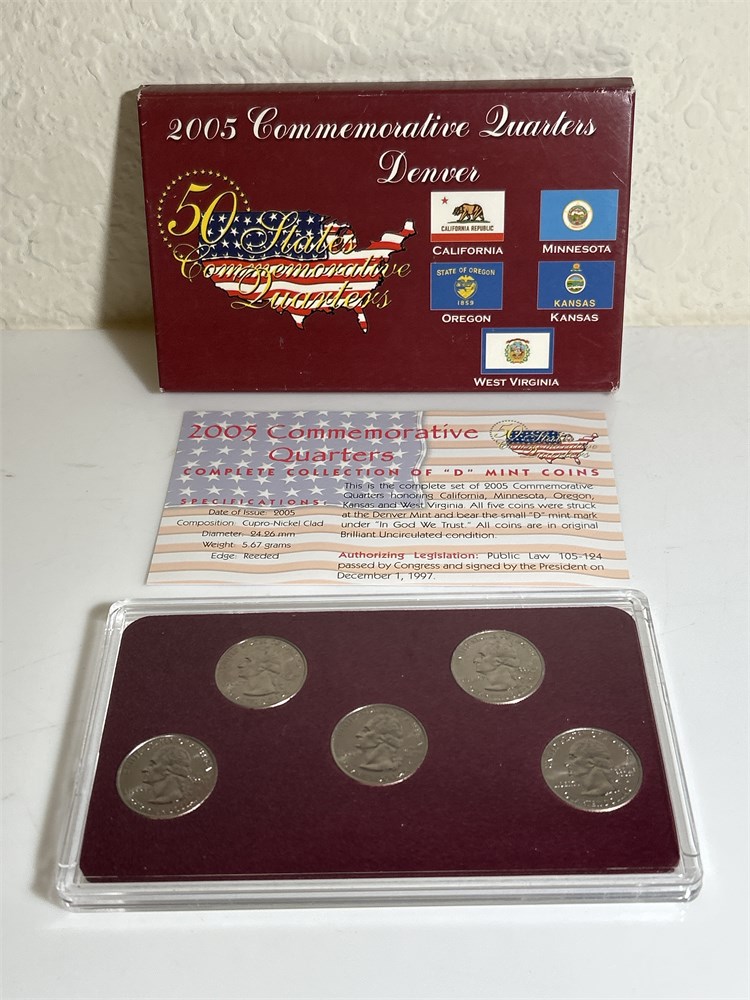 2005 Commemorative Quarters
Denver
50 States
Commemorative
Quarters
CALIFORNIA REPUBLIC
CALIFORNIA
MINNESOTA
STATE OF OREGON
1859
OREGON
KANSAS
KANSAS
WEST VIRGINIA
2005 Commemorative
Quarters
COMPLETE COLLECTION OF "D" MINT COINS
SPECIFICATIONS:
Date of Issue: 2005
Composition: Cupro-Nickel Clad
Diameter: 24.26 mm
Weight: 5.67 grams
Edge: Reeded
This is the complete set of 2005 Commemorative
Quarters honoring California, Minnesota, Oregon,
Kansas and West Virginia. All five coins were struck
at the Denver Mint and bear the small "D" mint mark
under "In God We Trust." All coins are in original
Brilliant Uncirculated condition.
Authorizing Legislation: Public Law 105-124
passed by Congress and signed by the President on
December 1, 1997.